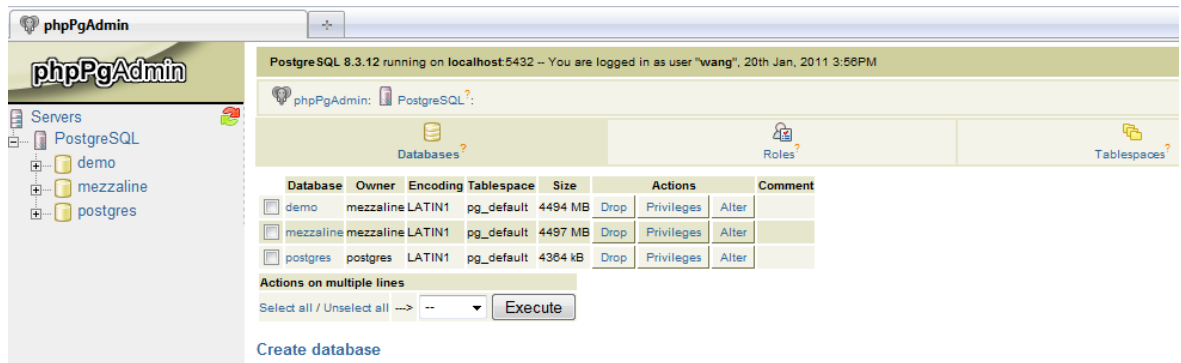 phpPgAdmin
phpPgAdmin
Servers
PostgreSQL
demo
mezzaline
postgres
PostgreSQL 8.3.12 running on localhost:5432 -- You are logged in as user "wang", 20th Jan, 2011 3:56PM
phpPgAdmin: PostgreSQL?:
Databases? Roles? Tablespaces?
Database Owner Encoding Tablespace Size Actions Comment
demo mezzaline LATIN1 pg_default 4494 MB Drop Privileges Alter
mezzaline mezzaline LATIN1 pg_default 4497 MB Drop Privileges Alter
postgres postgres LATIN1 pg_default 4364 kB Drop Privileges Alter
Actions on multiple lines
Select all / Unselect all ---> -- Execute
Create database